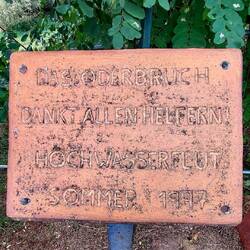 DAS ODERBRUCH
DANKT ALLEN HELFERN!
HOCHWASSERFLUT
SOMMER 1997